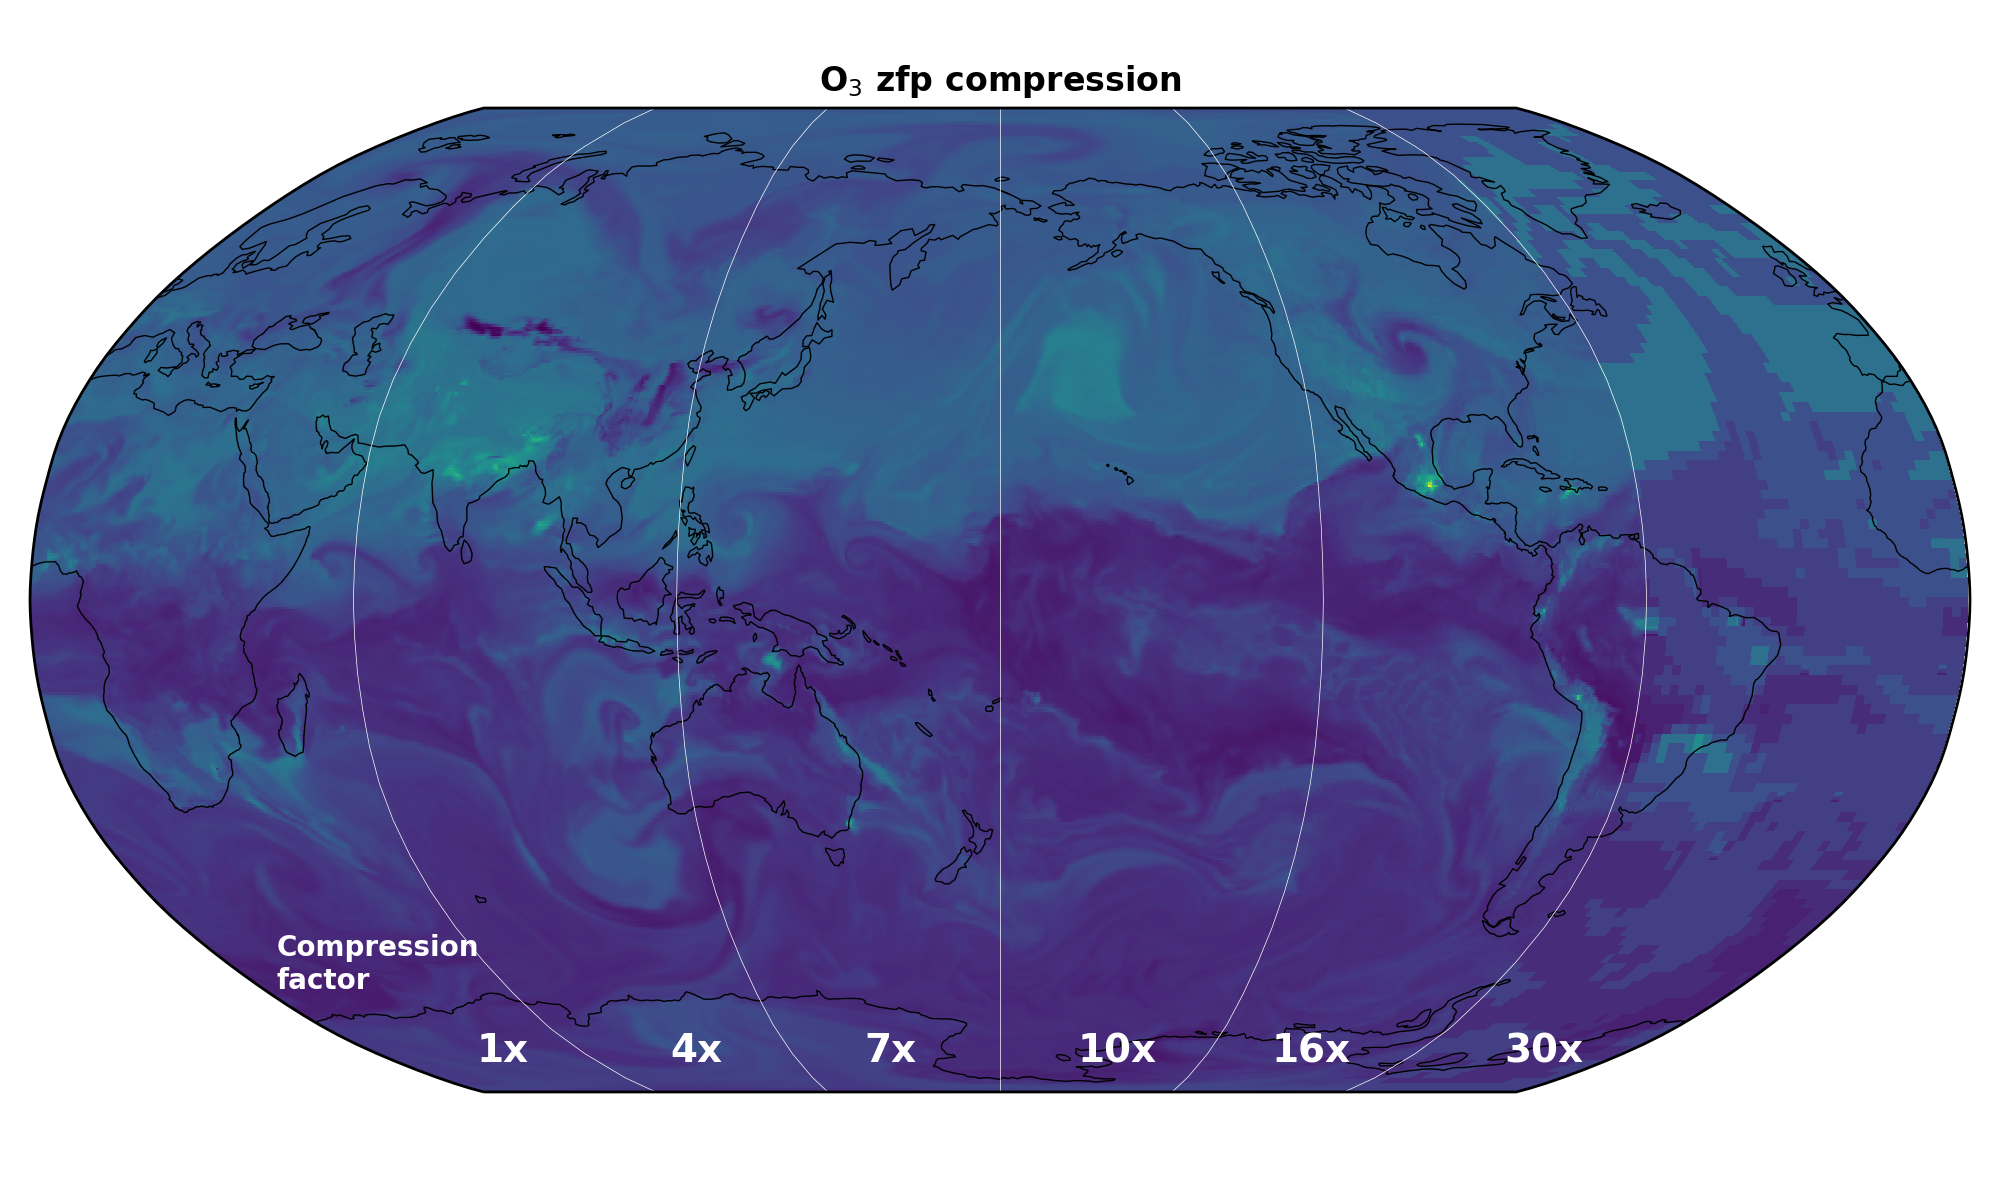 O₃ zfp compression
Compression
factor
1x 4x 7x 10x 16x 30x